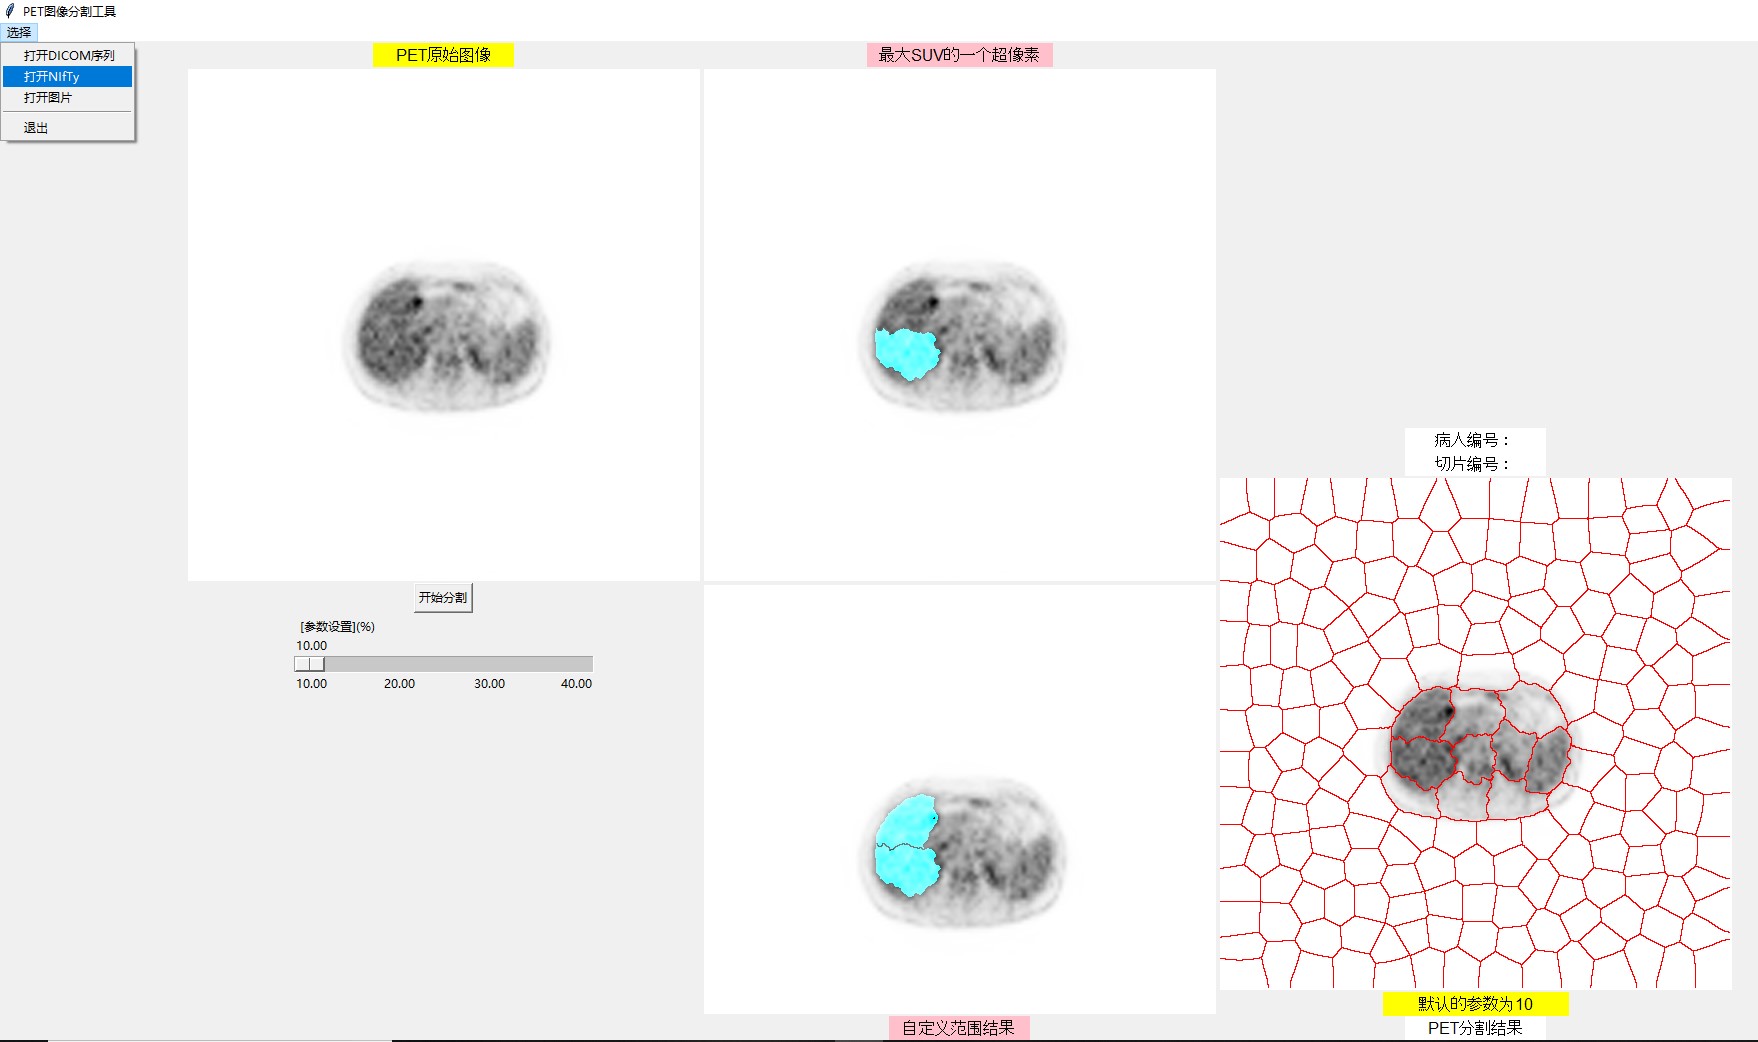 PET图像分割工具
选择
打开DICOM序列
打开NIfTy
打开图片
退出
PET原始图像
最大SUV的一个超像素
开始分割
[参数设置](%)
10.00
10.00 20.00 30.00 40.00
自定义范围结果
病人编号：
切片编号：
默认的参数为10
PET分割结果